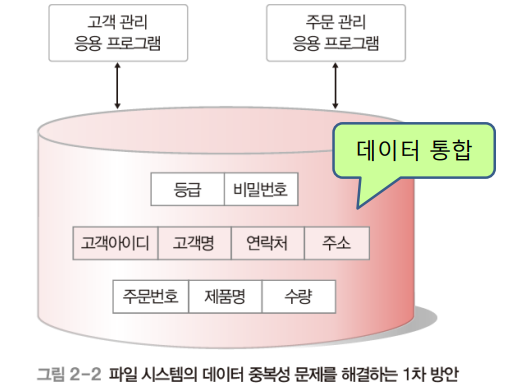 고객 관리
응용 프로그램
주문 관리
응용 프로그램
데이터 통합
등급 비밀번호
고객아이디 고객명 연락처 주소
주문번호 제품명 수량
그림 2-2 파일 시스템의 데이터 중복성 문제를 해결하는 1차 방안